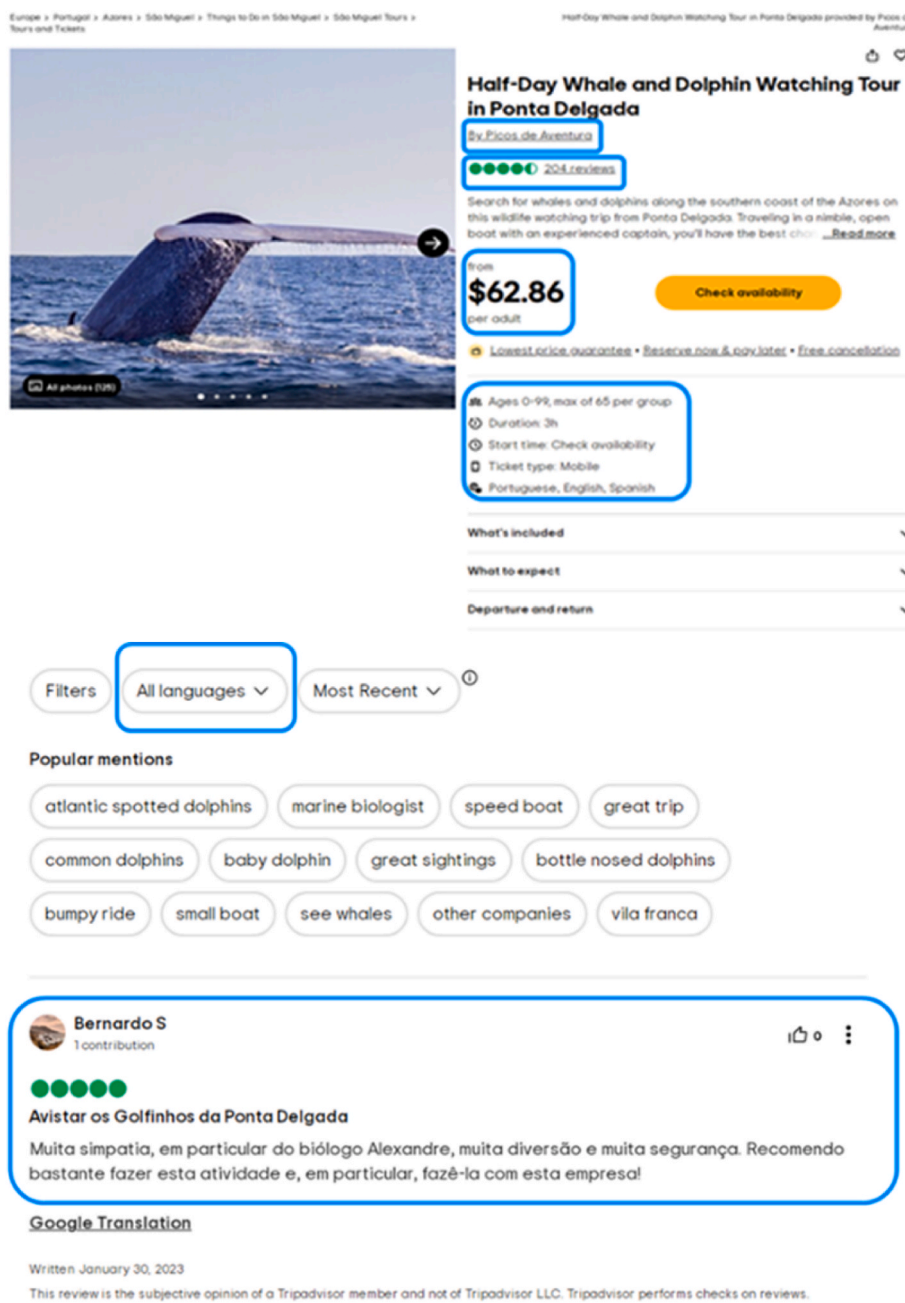 Europe > Portugal > Azores > São Miguel > Things to Do in São Miguel > São Miguel Tours >
Tours and Tickets
Half-Day Whale and Dolphin Watching Tour in Ponta Delgada provided by Picos
Half-Day Whale and Dolphin Watching Tour
in Ponta Delgada
By Picos de Aventura
204 reviews
Search for whales and dolphins along the southern coast of the Azores on
this wildlife watching trip from Ponta Delgada. Traveling in a nimble, open
boat with an experienced captain, you'll have the best ...Read more
from
$62.86
per adult
Check availability
Lowest price guarantee • Reserve now & pay later • Free cancellation
All photos (125)
Ages 0-99, max of 65 per group
Duration: 3h
Start time: Check availability
Ticket type: Mobile
Portuguese, English, Spanish
What's included
What to expect
Departure and return
Filters All languages Most Recent
Popular mentions
atlantic spotted dolphins marine biologist speed boat great trip
common dolphins baby dolphin great sightings bottle nosed dolphins
bumpy ride small boat see whales other companies vila franca
Bernardo S
1 contribution
0
Avistar os Golfinhos da Ponta Delgada
Muita simpatia, em particular do biólogo Alexandre, muita diversão e muita segurança. Recomendo
bastante fazer esta atividade e, em particular, fazê-la com esta empresa!
Google Translation
Written January 30, 2023
This review is the subjective opinion of a Tripadvisor member and not of Tripadvisor LLC. Tripadvisor performs checks on reviews.